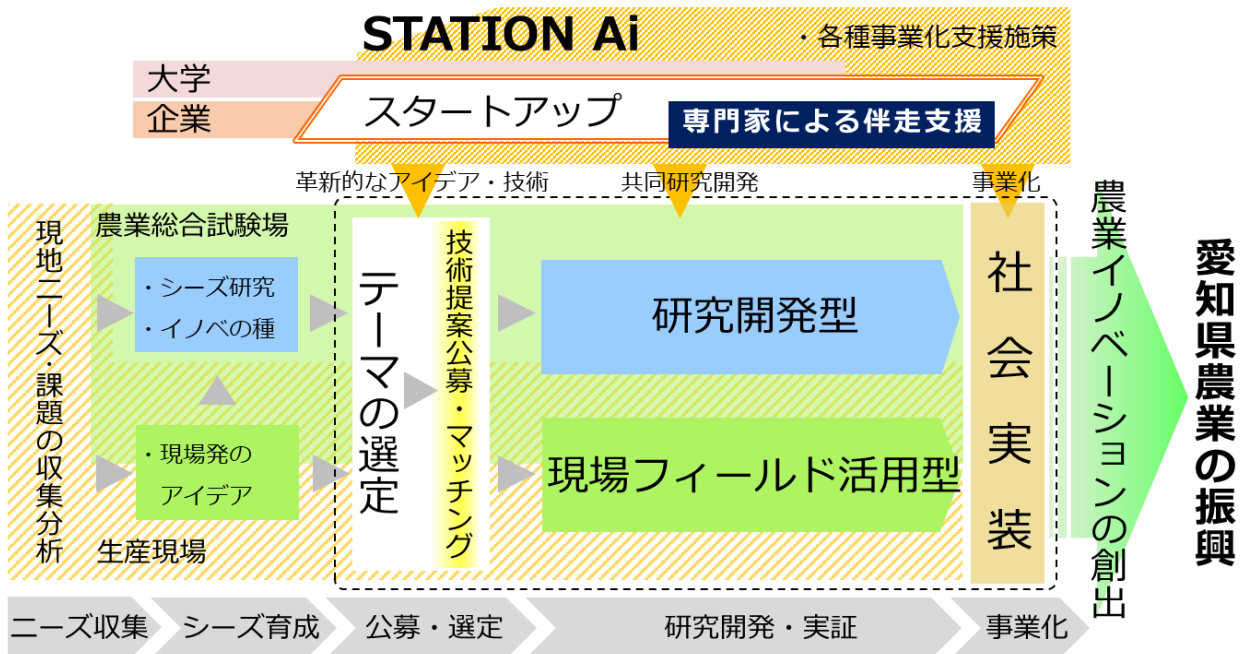 STATION Ai
・各種事業化支援施策
大学
企業
スタートアップ
専門家による伴走支援
革新的なアイデア・技術
共同研究開発
事業化
現地ニーズ・課題の収集分析
農業総合試験場
・シーズ研究
・イノベの種
・現場発の
アイデア
生産現場
テーマの選定
技術提案公募・マッチング
研究開発型
現場フィールド活用型
社会実装
農業イノベーションの創出
愛知県農業の振興
ニーズ収集
シーズ育成
公募・選定
研究開発・実証
事業化